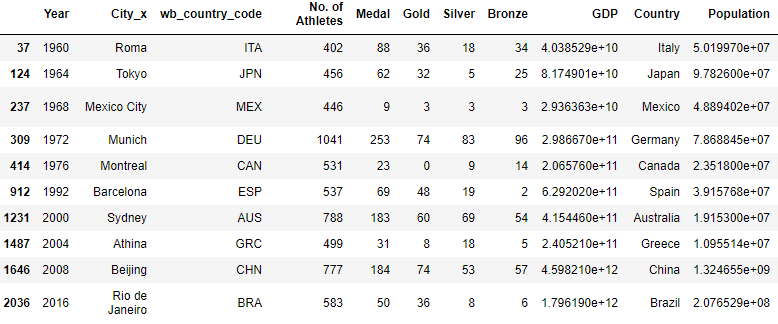 Year City_x wb_country_code No. of Athletes Medal Gold Silver Bronze GDP Country Population
37 1960 Roma ITA 402 88 36 18 34 4.038529e+10 Italy 5.019970e+07
124 1964 Tokyo JPN 456 62 32 5 25 8.174901e+10 Japan 9.782600e+07
237 1968 Mexico City MEX 446 9 3 3 3 2.936363e+10 Mexico 4.889402e+07
309 1972 Munich DEU 1041 253 74 83 96 2.986670e+11 Germany 7.868845e+07
414 1976 Montreal CAN 531 23 0 9 14 2.065760e+11 Canada 2.351800e+07
912 1992 Barcelona ESP 537 69 48 19 2 6.292020e+11 Spain 3.915768e+07
1231 2000 Sydney AUS 788 183 60 69 54 4.154460e+11 Australia 1.915300e+07
1487 2004 Athina GRC 499 31 8 18 5 2.405210e+11 Greece 1.095514e+07
1646 2008 Beijing CHN 777 184 74 53 57 4.598210e+12 China 1.324655e+09
2036 2016 Rio de Janeiro BRA 583 50 36 8 6 1.796190e+12 Brazil 2.076529e+08